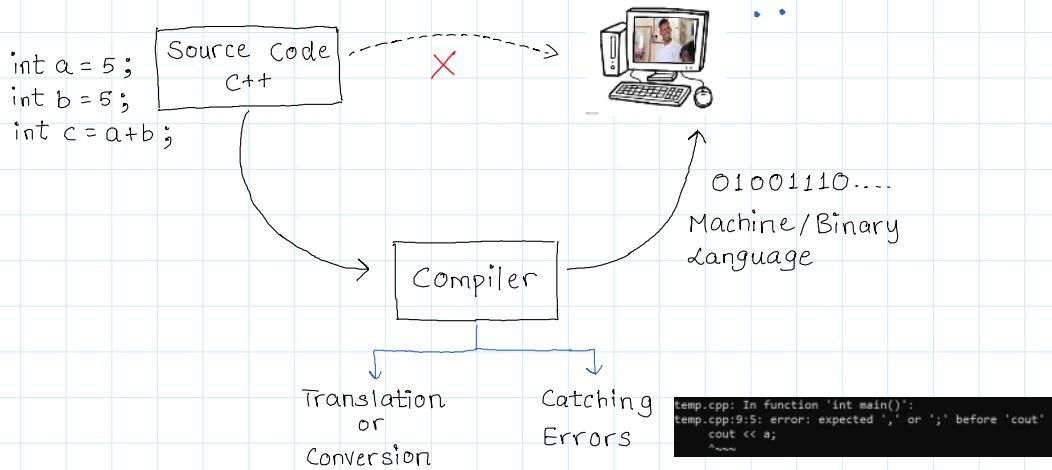 int a = 5;
int b = 5;
int c = a+b;
Source Code
C++
X
01001110....
Machine/Binary
Language
Compiler
Translation
or
Conversion
Catching
Errors
temp.cpp: In function 'int main()':
temp.cpp:9:5: error: expected ',' or ';' before 'cout'
cout << a;
^~~~